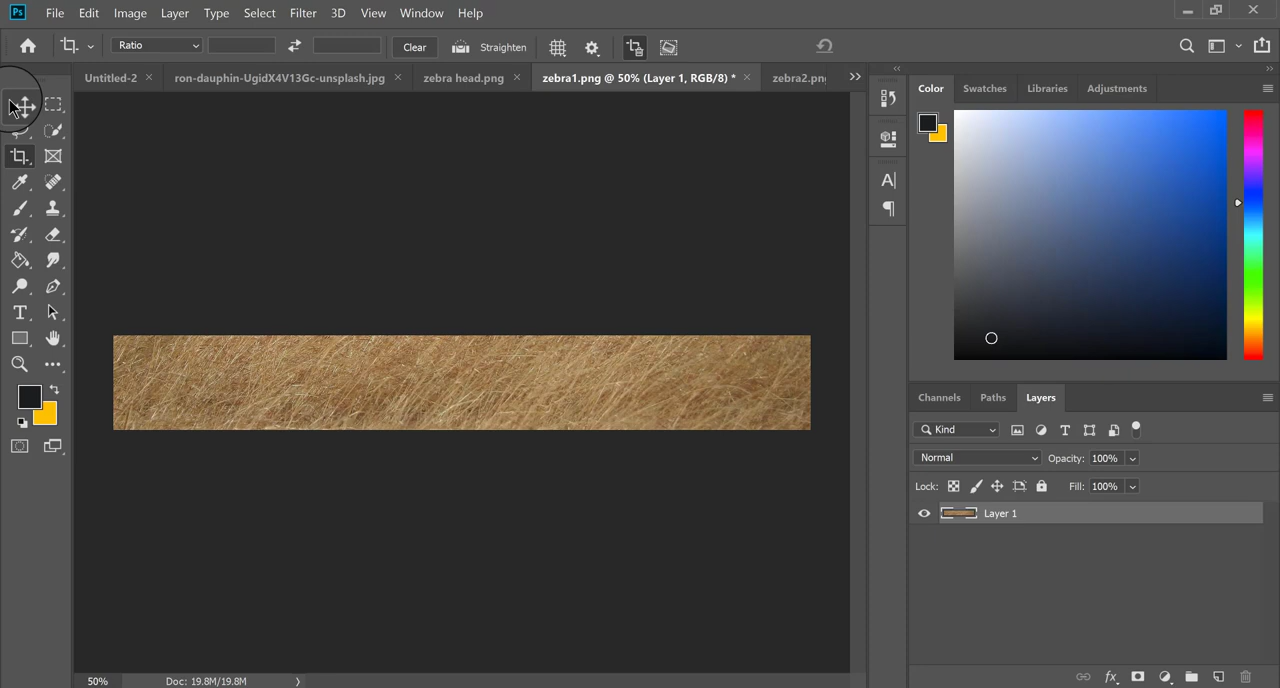 Ps File Edit Image Layer Type Select Filter 3D View Window Help
Ratio Clear Straighten
Untitled-2 × ron-dauphin-UgidX4V13Gc-unsplash.jpg × zebra head.png × zebra1.png @ 50% (Layer 1, RGB/8) * × zebra2.pn
Color Swatches Libraries Adjustments
Channels Paths Layers
Kind
Normal Opacity: 100%
Lock: Fill: 100%
Layer 1
50% Doc: 19.8M/19.8M